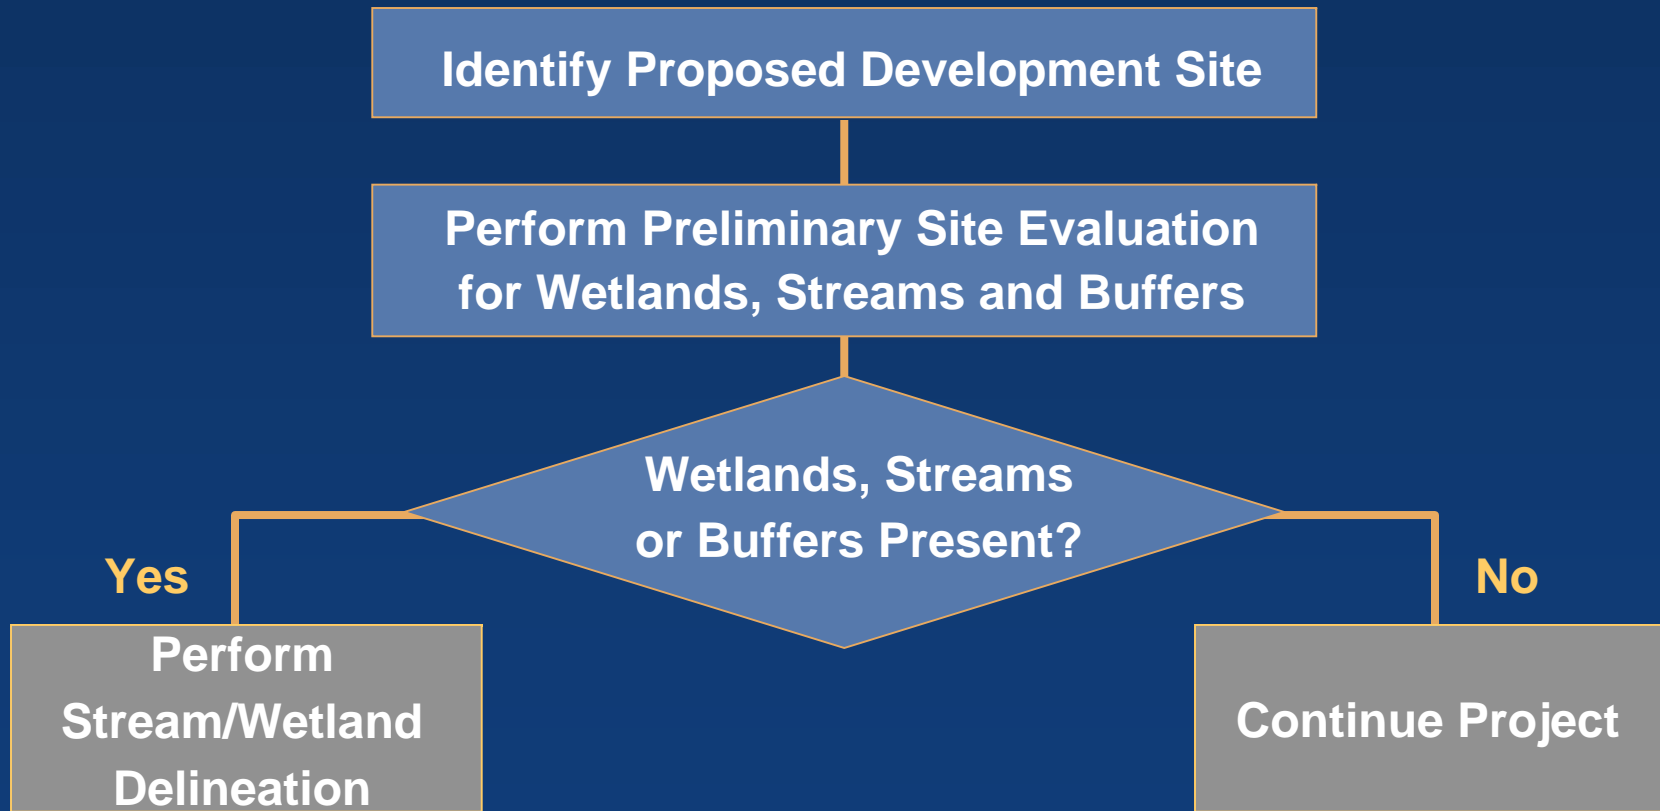 Identify Proposed Development Site
Perform Preliminary Site Evaluation
for Wetlands, Streams and Buffers
Wetlands, Streams
or Buffers Present?
Yes
No
Perform
Stream/Wetland
Delineation
Continue Project